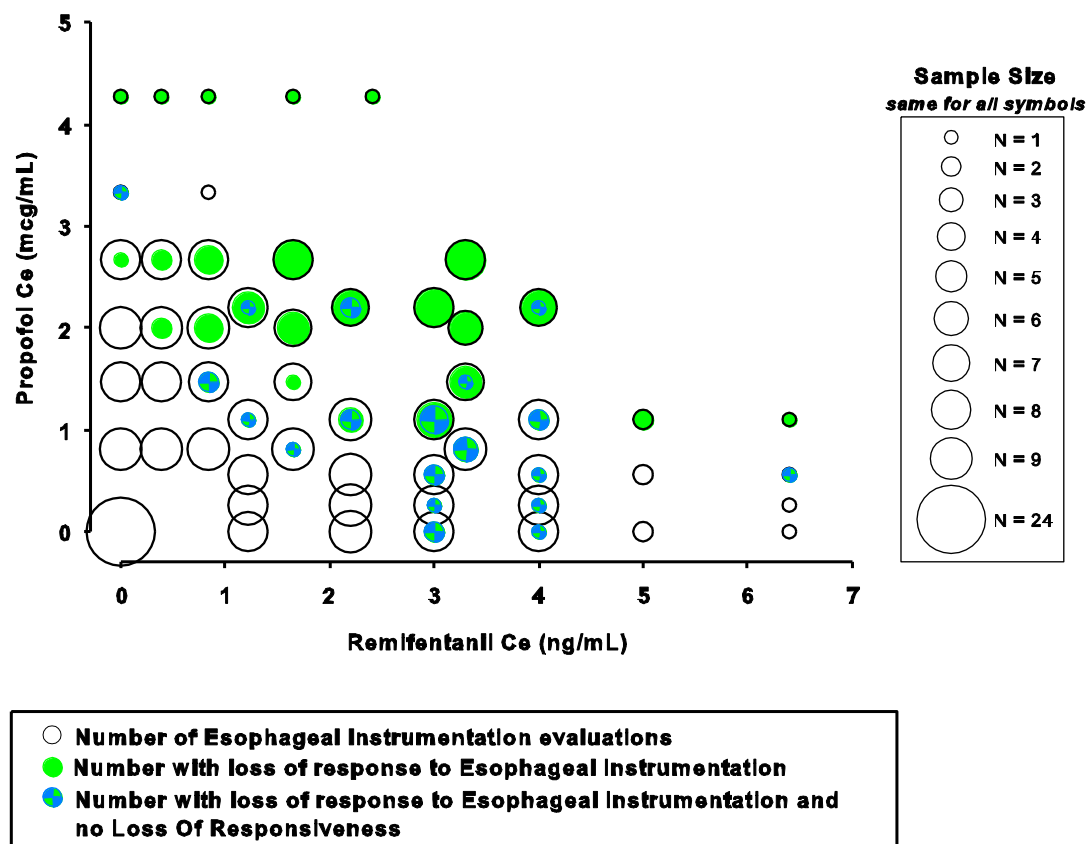 5
4
3
2
1
0
Propofol Ce (mcg/mL)
0 1 2 3 4 5 6 7
Remifentanil Ce (ng/mL)
Sample Size
same for all symbols
N = 1
N = 2
N = 3
N = 4
N = 5
N = 6
N = 7
N = 8
N = 9
N = 24
Number of Esophageal Instrumentation evaluations
Number with loss of response to Esophageal Instrumentation
Number with loss of response to Esophageal Instrumentation and
no Loss Of Responsiveness